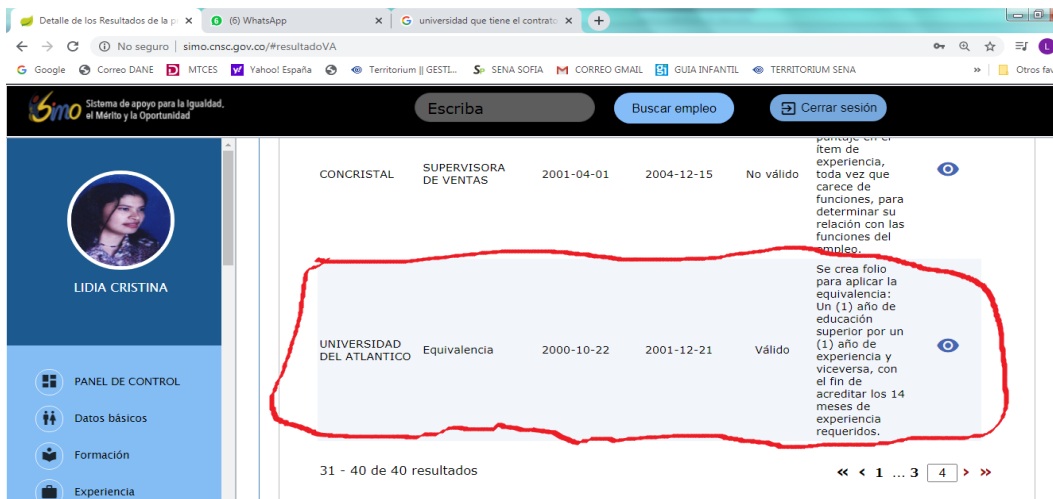 Detalle de los Resultados de la p
(6) WhatsApp
universidad que tiene el contrato
No seguro | simo.cnsc.gov.co/#resultadoVA
Google Correo DANE MTCES Yahoo! España Territorium || GESTI... SENA SOFIA CORREO GMAIL GUIA INFANTIL TERRITORIUM SENA » Otros fav
Simo Sistema de apoyo para la Igualdad,
el Mérito y la Oportunidad
Escriba
Buscar empleo
Cerrar sesión
LIDIA CRISTINA
PANEL DE CONTROL
Datos básicos
Formación
Experiencia
CONCRISTAL
SUPERVISORA
DE VENTAS
2001-04-01
2004-12-15
No válido
puntaje en el
ítem de
experiencia,
toda vez que
carece de
funciones, para
determinar su
relación con las
funciones del
empleo.
UNIVERSIDAD
DEL ATLANTICO
Equivalencia
2000-10-22
2001-12-21
Válido
Se crea folio
para aplicar la
equivalencia:
Un (1) año de
educación
superior por un
(1) año de
experiencia y
viceversa, con
el fin de
acreditar los 14
meses de
experiencia
requeridos.
31 - 40 de 40 resultados
« ‹ 1 ... 3 4 › »